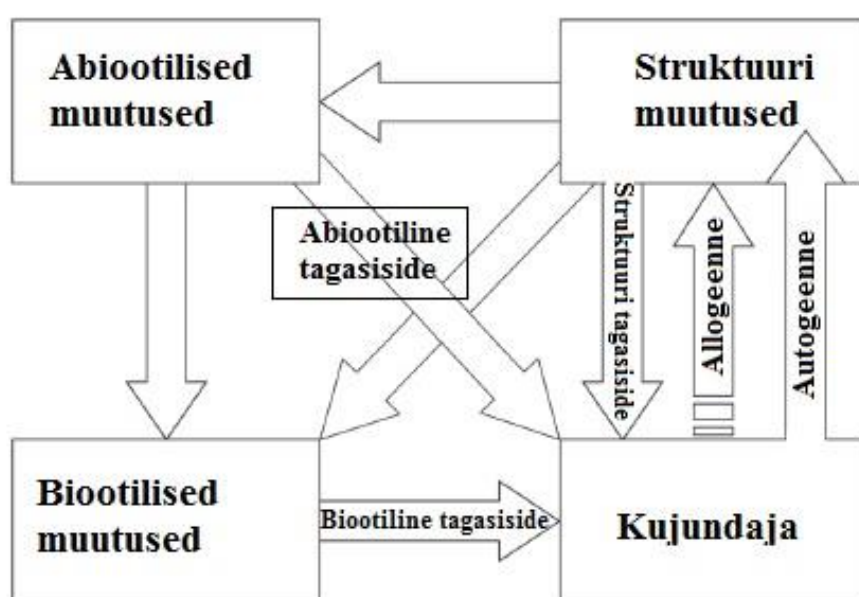 Abiootilised
muutused
Struktuuri
muutused
Abiootiline
tagasiside
Struktuuri tagasiside
Allogeenne
Autogeenne
Biootilised
muutused
Biootiline tagasiside
Kujundaja